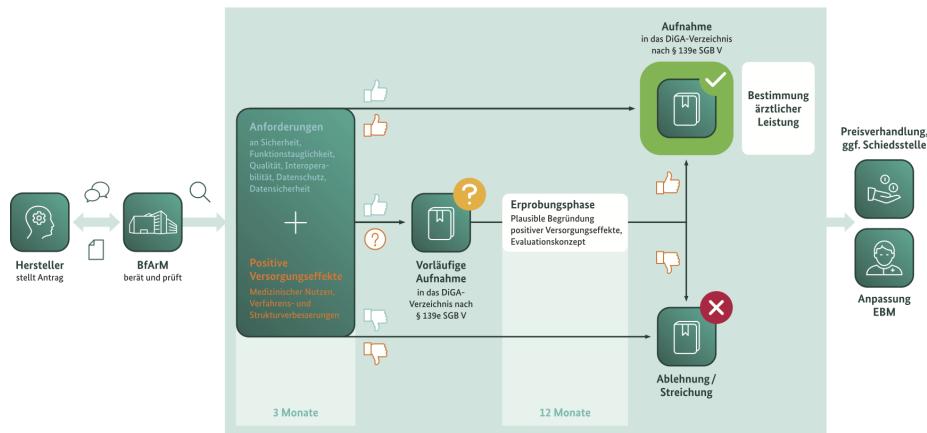 Hersteller
stellt Antrag
BfArM
berät und prüft
Anforderungen
an Sicherheit,
Funktionstauglichkeit,
Qualität, Interopera-
bilität, Datenschutz,
Datensicherheit
Positive
Versorgungseffekte
Medizinischer Nutzen,
Verfahrens- und
Strukturverbesserungen
3 Monate
?
?
Vorläufige
Aufnahme
in das DiGA-
Verzeichnis nach
§ 139e SGB V
Erprobungsphase
Plausible Begründung
positiver Versorgungseffekte,
Evaluationskonzept
12 Monate
Aufnahme
in das DiGA-Verzeichnis
nach § 139e SGB V
Bestimmung
ärztlicher
Leistung
Ablehnung /
Streichung
Preisverhandlung,
ggf. Schiedsstelle
Anpassung
EBM